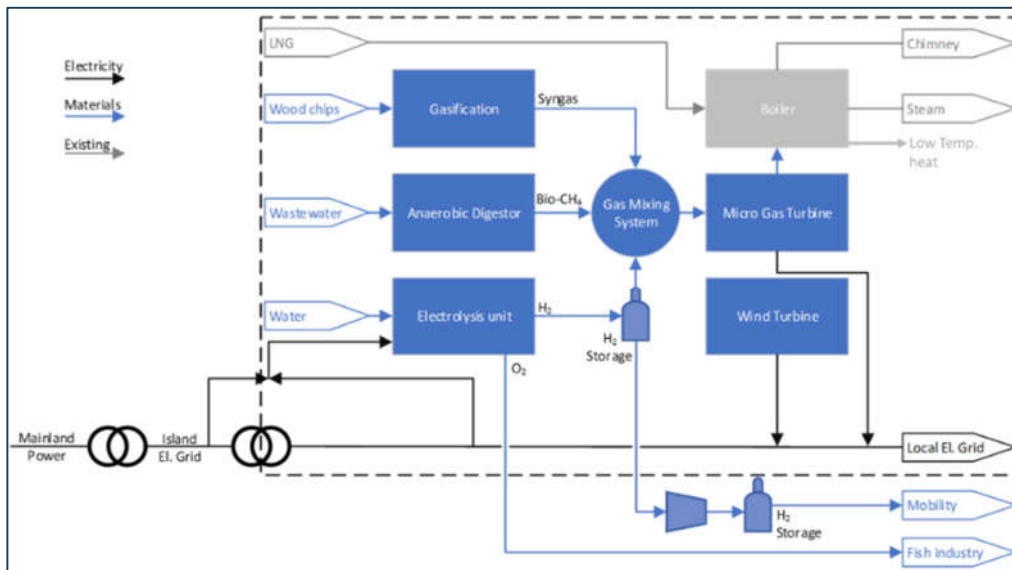 Electricity
Materials
Existing
LNG
Wood chips
Gasification
Syngas
Boiler
Chimney
Steam
Low Temp.
heat
Wastewater
Anaerobic Digestor
Bio-CH₄
Gas Mixing
System
Micro Gas Turbine
Water
Electrolysis unit
H₂
H₂
Storage
Wind Turbine
O₂
Mainland
Power
Island
El. Grid
Local El. Grid
H₂
Storage
Mobility
Fish industry